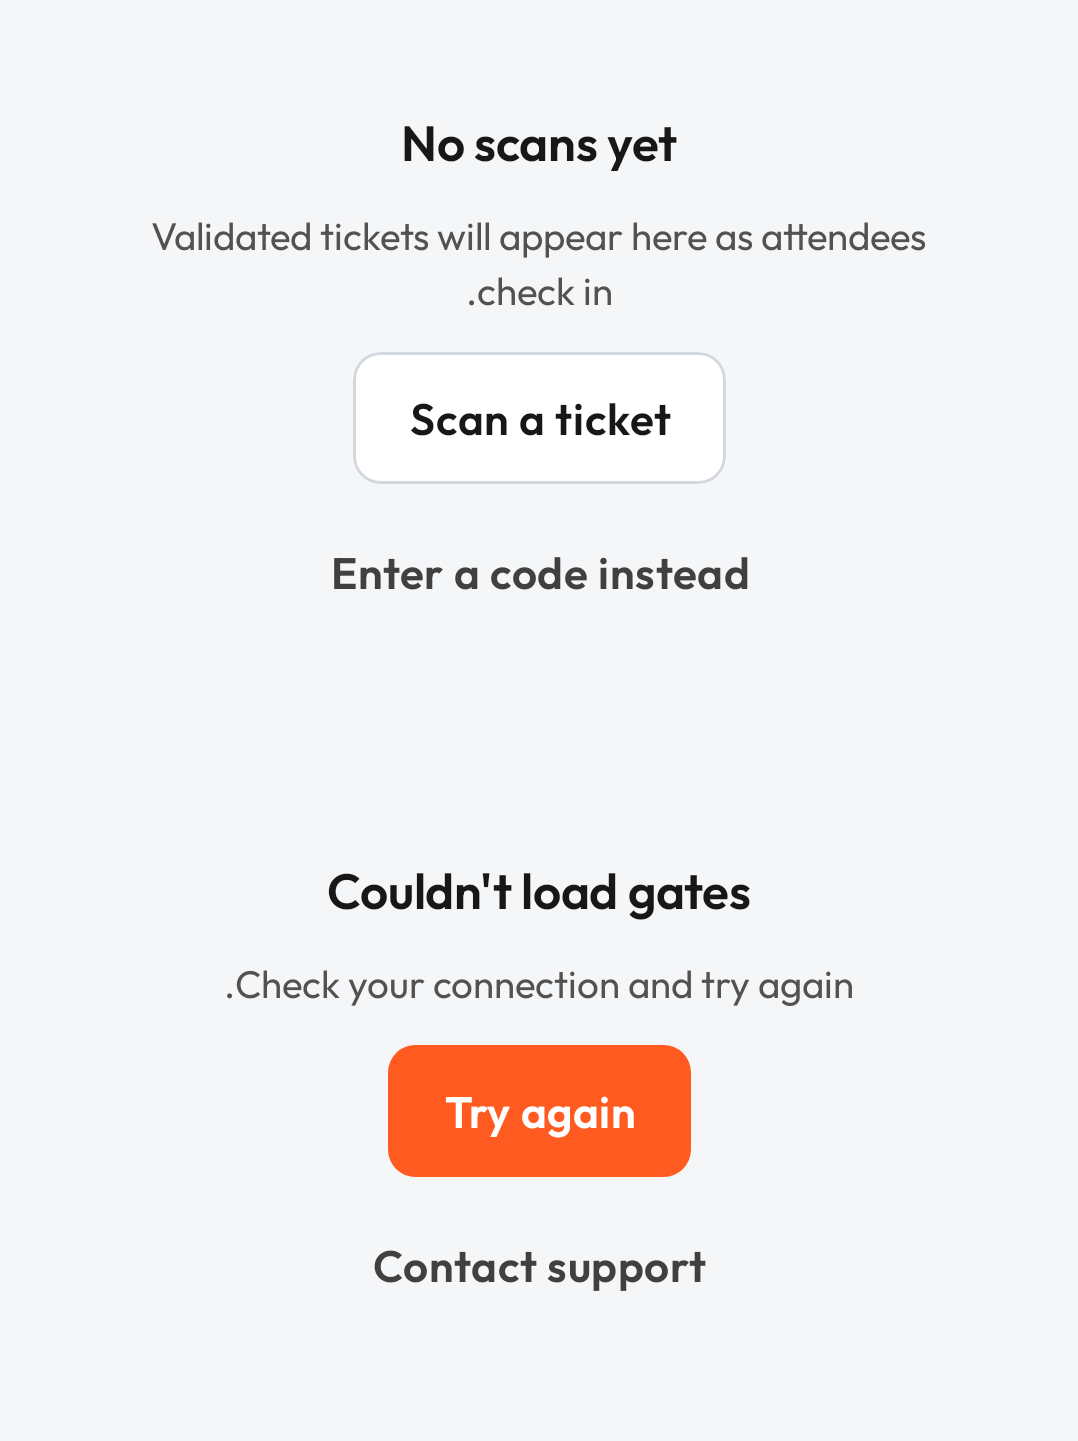 No scans yet
Validated tickets will appear here as attendees
.check in
Scan a ticket
Enter a code instead
Couldn't load gates
.Check your connection and try again
Try again
Contact support